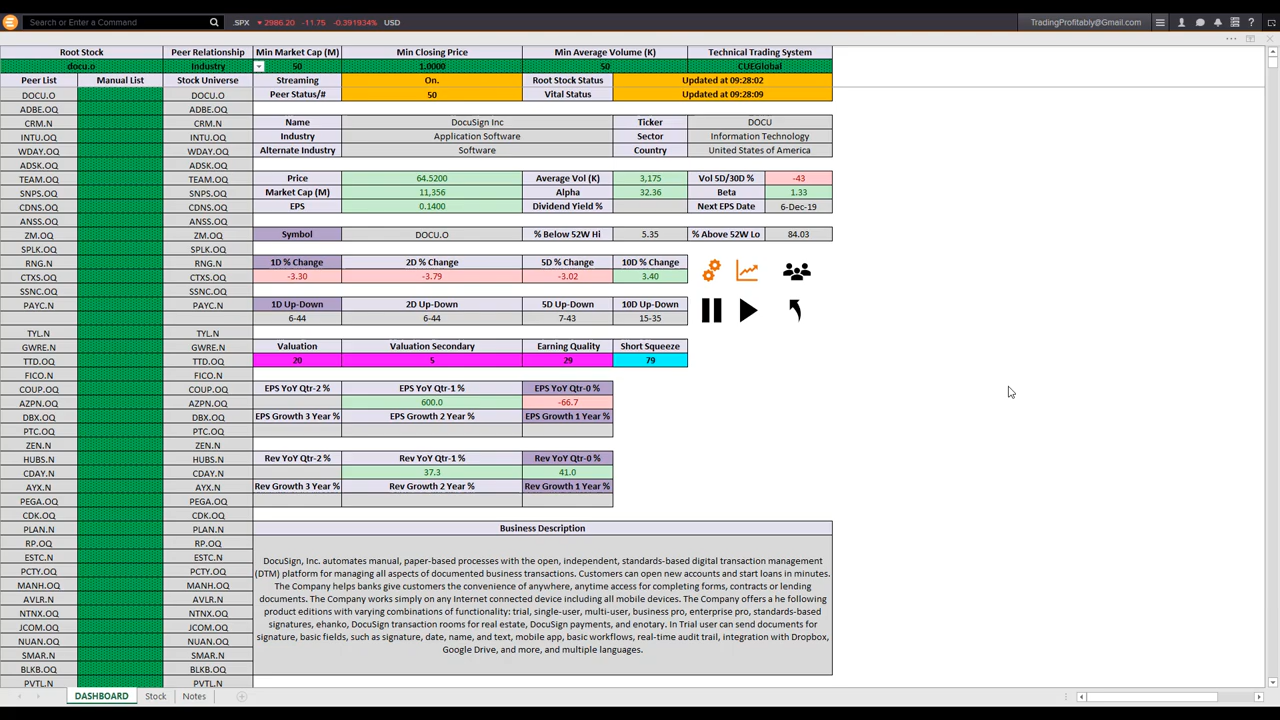 Search or Enter a Command .SPX 2986.20 -11.75 -0.391934% USD TradingProfitably@Gmail.com
Root Stock Peer Relationship Min Market Cap (M) Min Closing Price Min Average Volume (K) Technical Trading System
docu.o Industry 50 1.0000 50 CUEGlobal
Peer List Manual List Stock Universe Streaming On. Root Stock Status Updated at 09:28:02
DOCU.O DOCU.O Peer Status/# 50 Vital Status Updated at 09:28:09
ADBE.OQ ADBE.OQ
CRM.N CRM.N Name DocuSign Inc Ticker DOCU
INTU.OQ INTU.OQ Industry Application Software Sector Information Technology
WDAY.OQ WDAY.OQ Alternate Industry Software Country United States of America
ADSK.OQ ADSK.OQ
TEAM.OQ TEAM.OQ Price 64.5200 Average Vol (K) 3,175 Vol 5D/30D % -43
SNPS.OQ SNPS.OQ Market Cap (M) 11,356 Alpha 32.36 Beta 1.33
CDNS.OQ CDNS.OQ EPS 0.1400 Dividend Yield % Next EPS Date 6-Dec-19
ANSS.OQ ANSS.OQ
ZM.OQ ZM.OQ Symbol DOCU.O % Below 52W Hi 5.35 % Above 52W Lo 84.03
SPLK.OQ SPLK.OQ
RNG.N RNG.N 1D % Change 2D % Change 5D % Change 10D % Change
CTXS.OQ CTXS.OQ -3.30 -3.79 -3.02 3.40
SSNC.OQ SSNC.OQ
PAYC.N PAYC.N 1D Up-Down 2D Up-Down 5D Up-Down 10D Up-Down
6-44 6-44 7-43 15-35
TYL.N TYL.N
GWRE.N GWRE.N Valuation Valuation Secondary Earning Quality Short Squeeze
TTD.OQ TTD.OQ 20 5 29 79
FICO.N FICO.N
COUP.OQ COUP.OQ EPS YoY Qtr-2 % EPS YoY Qtr-1 % EPS YoY Qtr-0 %
AZPN.OQ AZPN.OQ 600.0 -66.7
DBX.OQ DBX.OQ EPS Growth 3 Year % EPS Growth 2 Year % EPS Growth 1 Year %
PTC.OQ PTC.OQ
ZEN.N ZEN.N
HUBS.N HUBS.N Rev YoY Qtr-2 % Rev YoY Qtr-1 % Rev YoY Qtr-0 %
CDAY.N CDAY.N 37.3 41.0
AYX.N AYX.N Rev Growth 3 Year % Rev Growth 2 Year % Rev Growth 1 Year %
PEGA.OQ PEGA.OQ
CDK.OQ CDK.OQ
PLAN.N PLAN.N Business Description
RP.OQ RP.OQ
ESTC.N ESTC.N
PCTY.OQ PCTY.OQ
MANH.OQ MANH.OQ
AVLR.N AVLR.N
NTNX.OQ NTNX.OQ
JCOM.OQ JCOM.OQ
NUAN.OQ NUAN.OQ
SMAR.N SMAR.N
BLKB.OQ BLKB.OQ
PVTL.N PVTL.N
DocuSign, Inc. automates manual, paper-based processes with the open, independent, standards-based digital transaction management
(DTM) platform for managing all aspects of documented business transactions. Customers can open new accounts and start loans in minutes.
The Company helps banks give customers the convenience of anywhere, anytime access for completing forms, contracts or lending
documents. The Company works simply on any Internet connected device including all mobile devices. The Company offers a he following
product editions with varying combinations of functionality: trial, single-user, multi-user, business pro, enterprise pro, standards-based
signatures, ehanko, DocuSign transaction rooms for real estate, DocuSign payments, and enotary. In Trial user can send documents for
signature, basic fields, such as signature, date, name, and text, mobile app, basic workflows, real-time audit trail, integration with Dropbox,
Google Drive, and more, and multiple languages.
DASHBOARD Stock Notes